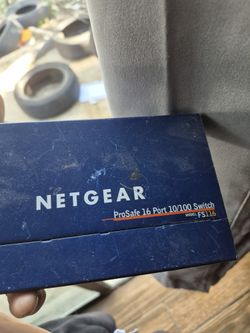 NETGEAR
ProSafe 16 Port 10/100 Switch
MODEL FS116